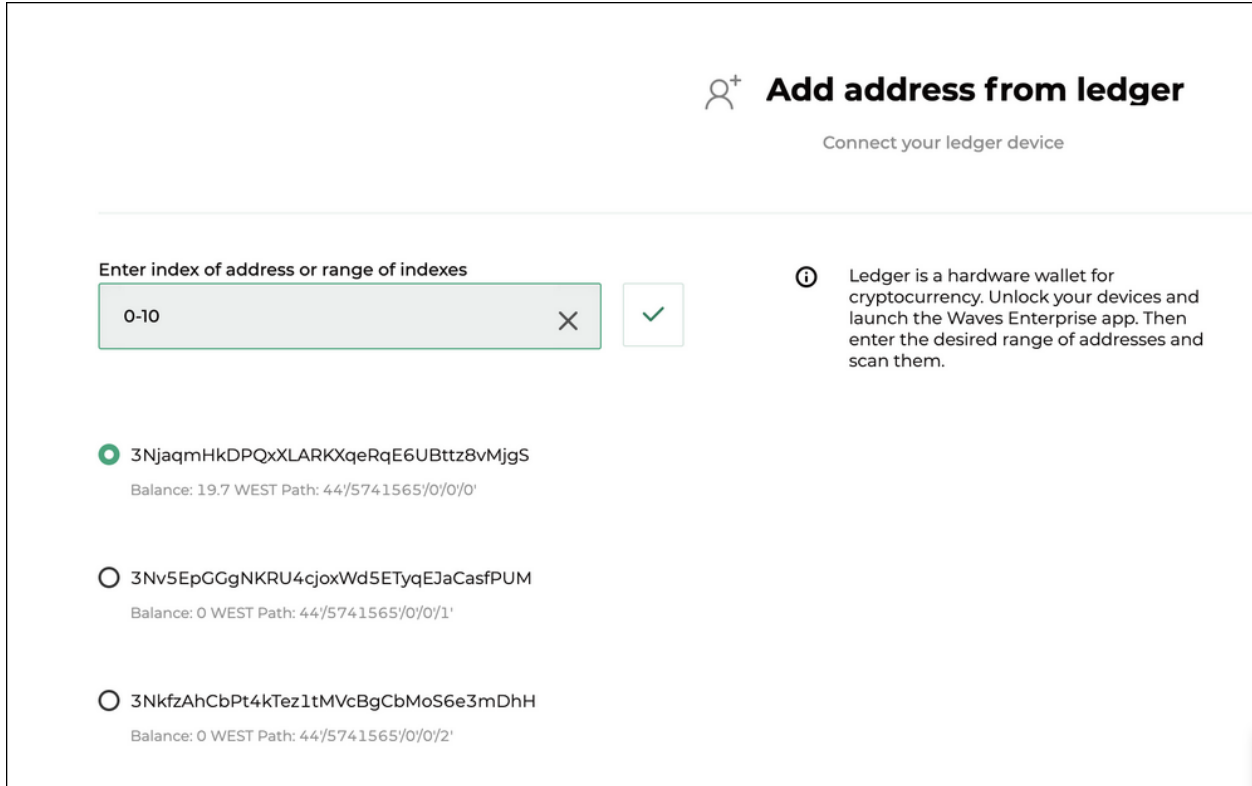 Add address from ledger
Connect your ledger device
Enter index of address or range of indexes
0-10
Ledger is a hardware wallet for
cryptocurrency. Unlock your devices and
launch the Waves Enterprise app. Then
enter the desired range of addresses and
scan them.
3NjaqmHkDPQxXLARKXqeRqE6UBttz8vMjgS
Balance: 19.7 WEST Path: 44'/5741565'/0'/0'/0'
3Nv5EpGGgNKRU4cjoxWd5ETyqEJaCasfPUM
Balance: 0 WEST Path: 44'/5741565'/0'/0'/1'
3NkfzAhCbPt4kTez1tMVcBgCbMoS6e3mDhH
Balance: 0 WEST Path: 44'/5741565'/0'/0'/2'